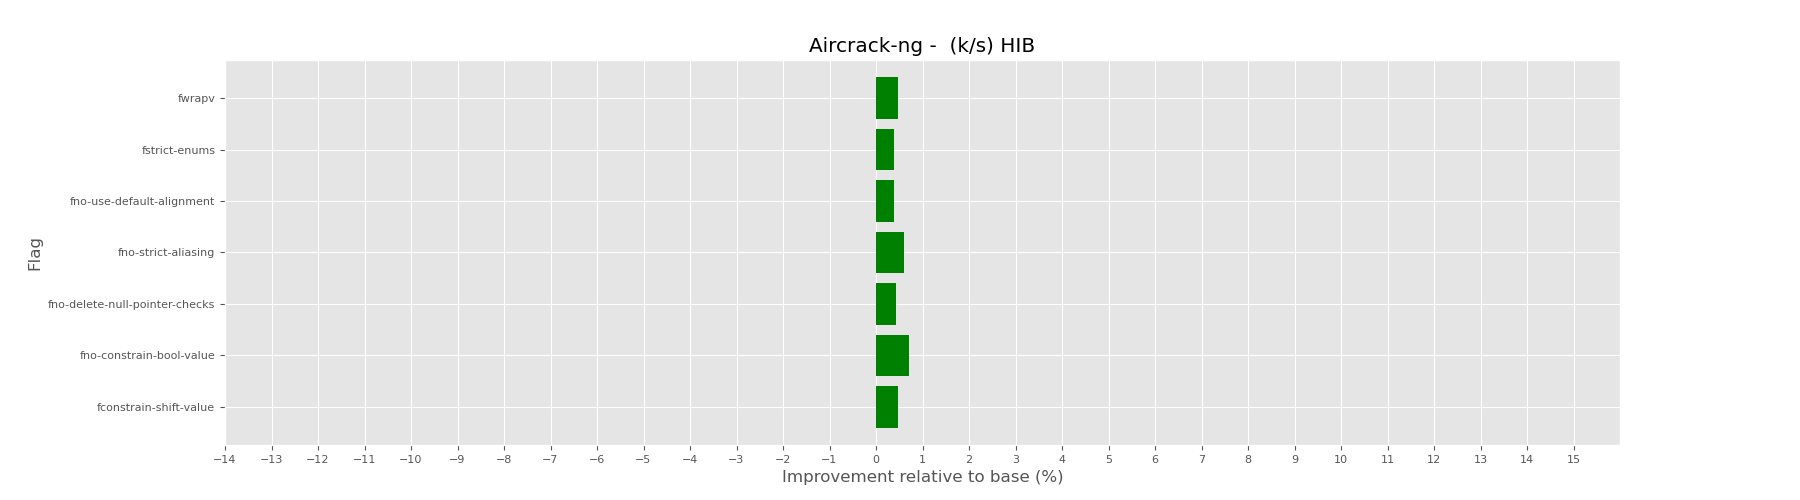 Aircrack-ng -  (k/s) HIB
Flag
fwrapv
fstrict-enums
fno-use-default-alignment
fno-strict-aliasing
fno-delete-null-pointer-checks
fno-constrain-bool-value
fconstrain-shift-value
−14 −13 −12 −11 −10 −9 −8 −7 −6 −5 −4 −3 −2 −1 0 1 2 3 4 5 6 7 8 9 10 11 12 13 14 15
Improvement relative to base (%)